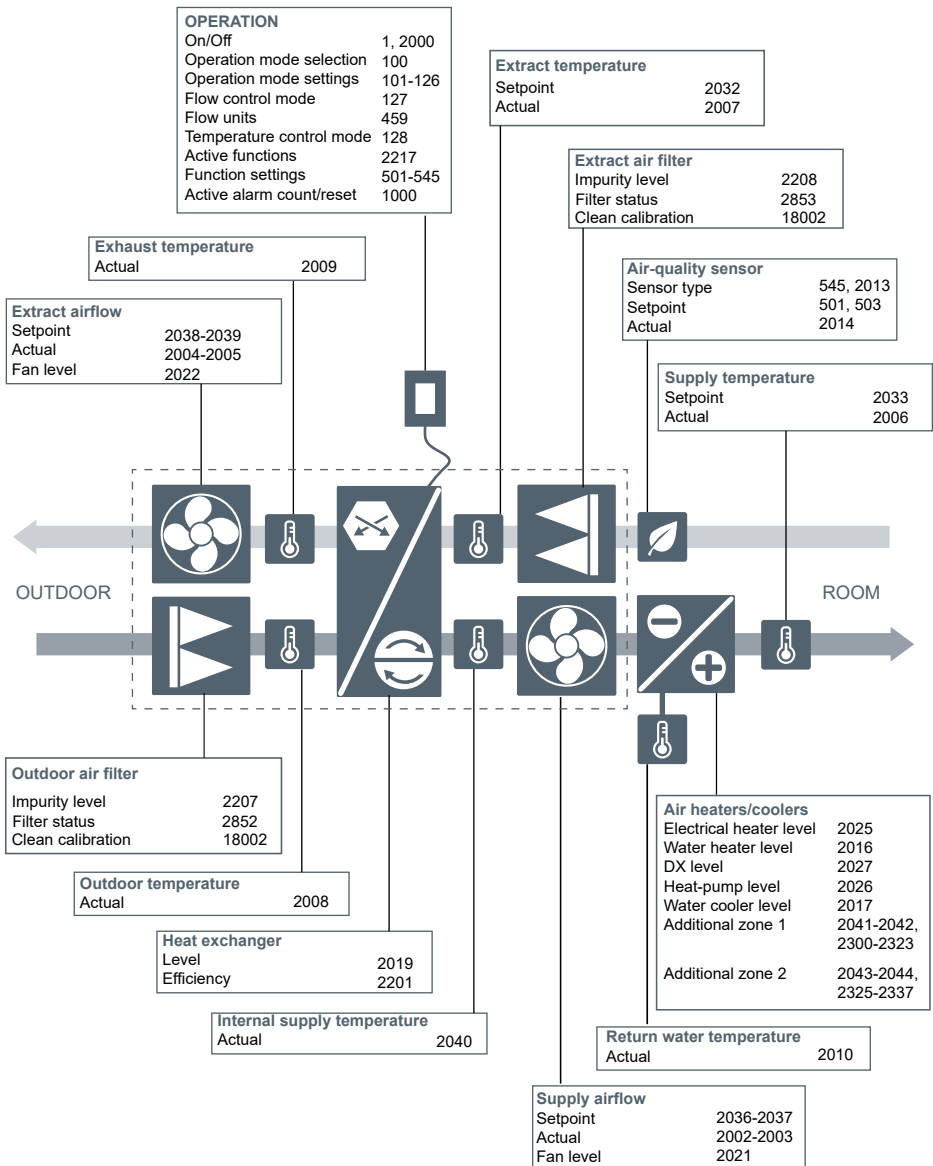 OPERATION
On/Off 1, 2000
Operation mode selection 100
Operation mode settings 101-126
Flow control mode 127
Flow units 459
Temperature control mode 128
Active functions 2217
Function settings 501-545
Active alarm count/reset 1000
Extract temperature
Setpoint 2032
Actual 2007
Extract air filter
Impurity level 2208
Filter status 2853
Clean calibration 18002
Exhaust temperature
Actual 2009
Air-quality sensor
Sensor type 545, 2013
Setpoint 501, 503
Actual 2014
Extract airflow
Setpoint 2038-2039
Actual 2004-2005
Fan level 2022
Supply temperature
Setpoint 2033
Actual 2006
OUTDOOR
ROOM
Outdoor air filter
Impurity level 2207
Filter status 2852
Clean calibration 18002
Air heaters/coolers
Electrical heater level 2025
Water heater level 2016
DX level 2027
Heat-pump level 2026
Water cooler level 2017
Additional zone 1 2041-2042,
2300-2323
Additional zone 2 2043-2044,
2325-2337
Outdoor temperature
Actual 2008
Heat exchanger
Level 2019
Efficiency 2201
Internal supply temperature
Actual 2040
Return water temperature
Actual 2010
Supply airflow
Setpoint 2036-2037
Actual 2002-2003
Fan level 2021